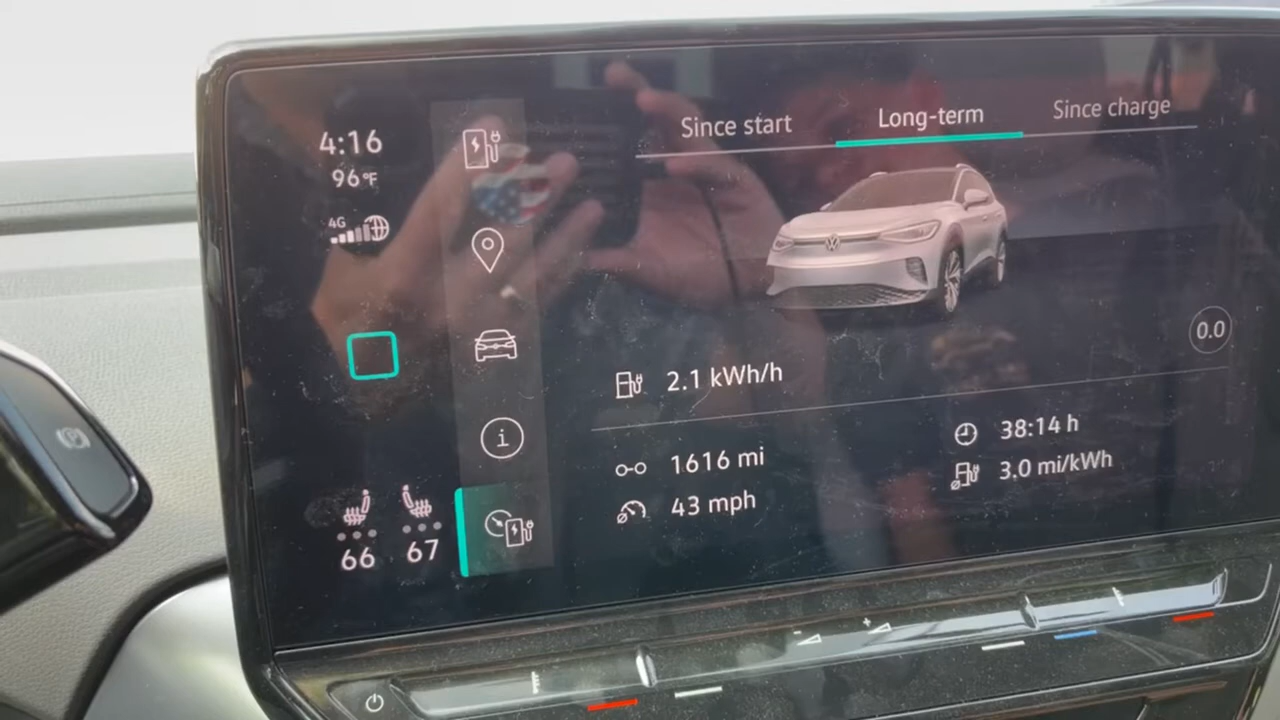 4:16
96°F
4G
66 67
Since start Long-term Since charge
0.0
2.1 kWh/h
1616 mi
43 mph
38:14 h
3.0 mi/kWh